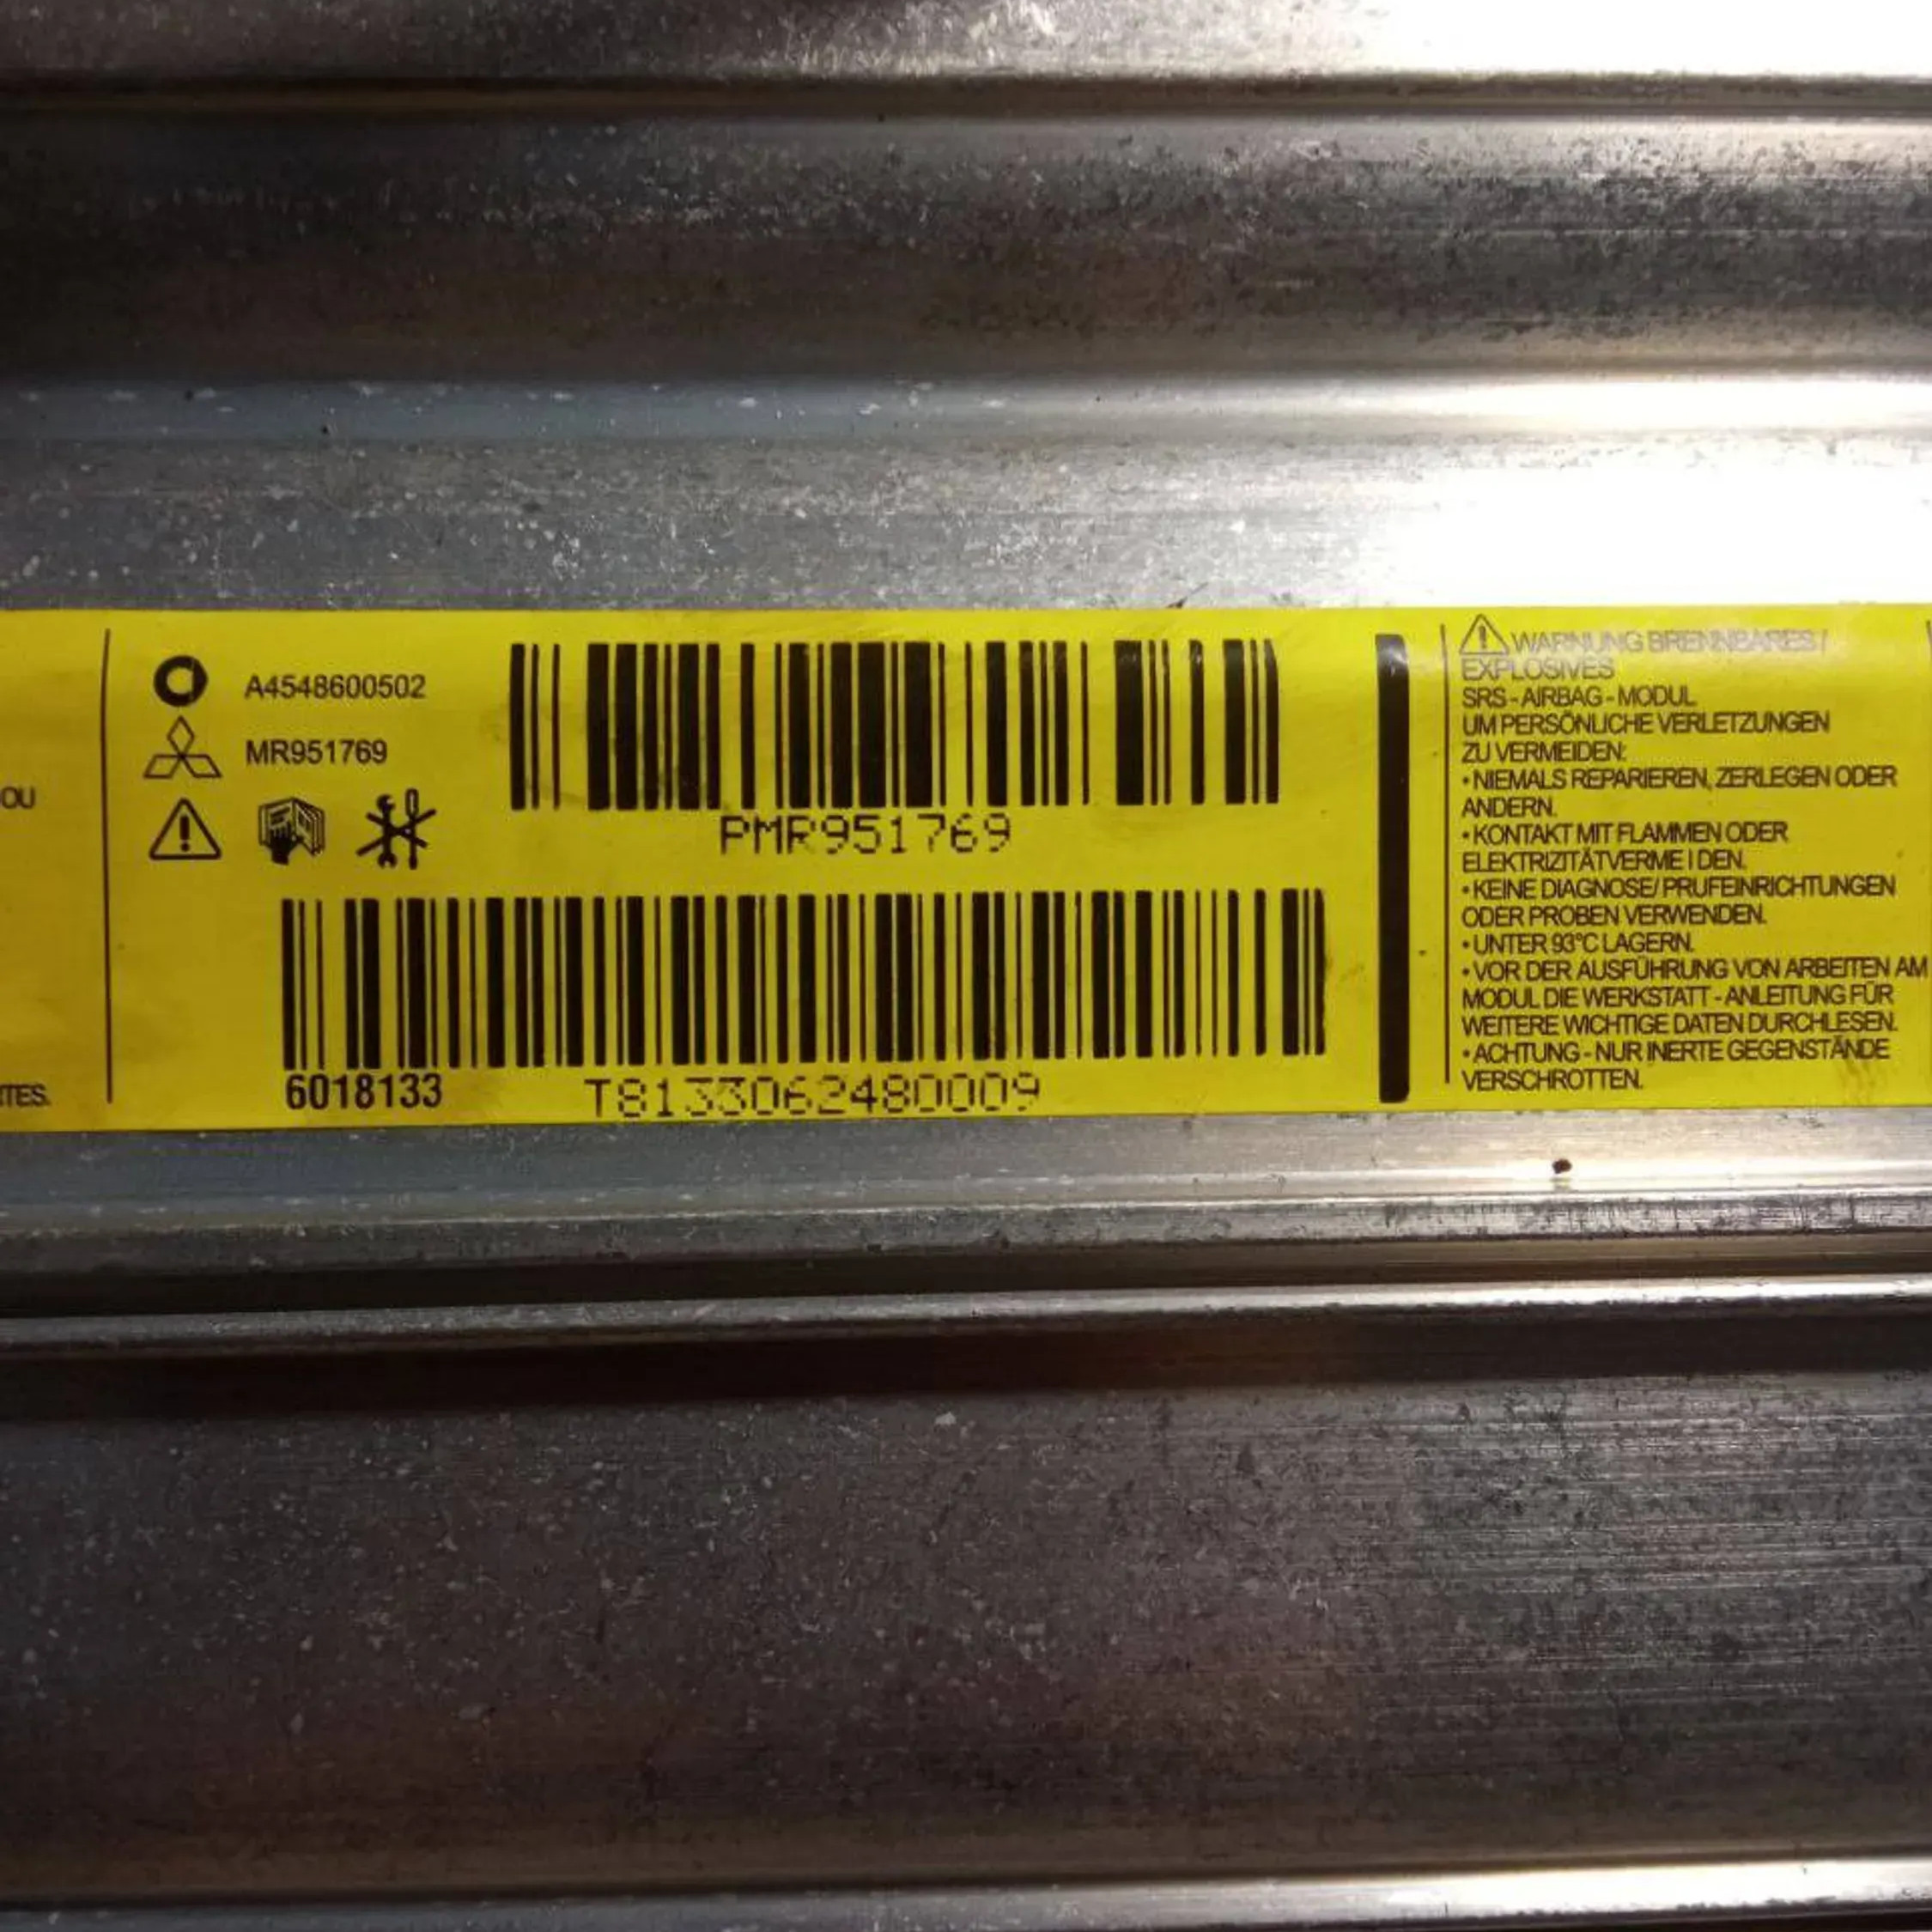 OU
ITES.
A4548600502
MR951769
PMR951769
6018133 T8133062480009
WARNUNG BRENNBARES /
EXPLOSIVES
SRS - AIRBAG - MODUL
UM PERSÖNLICHE VERLETZUNGEN
ZU VERMEIDEN:
• NIEMALS REPARIEREN, ZERLEGEN ODER
ANDERN.
• KONTAKT MIT FLAMMEN ODER
ELEKTRIZITÄTVERME I DEN.
• KEINE DIAGNOSE/ PRUFEINRICHTUNGEN
ODER PROBEN VERWENDEN.
• UNTER 93°C LAGERN.
• VOR DER AUSFÜHRUNG VON ARBEITEN AM
MODUL DIE WERKSTATT - ANLEITUNG FÜR
WEITERE WICHTIGE DATEN DURCHLESEN.
• ACHTUNG - NUR INERTE GEGENSTÄNDE
VERSCHROTTEN.